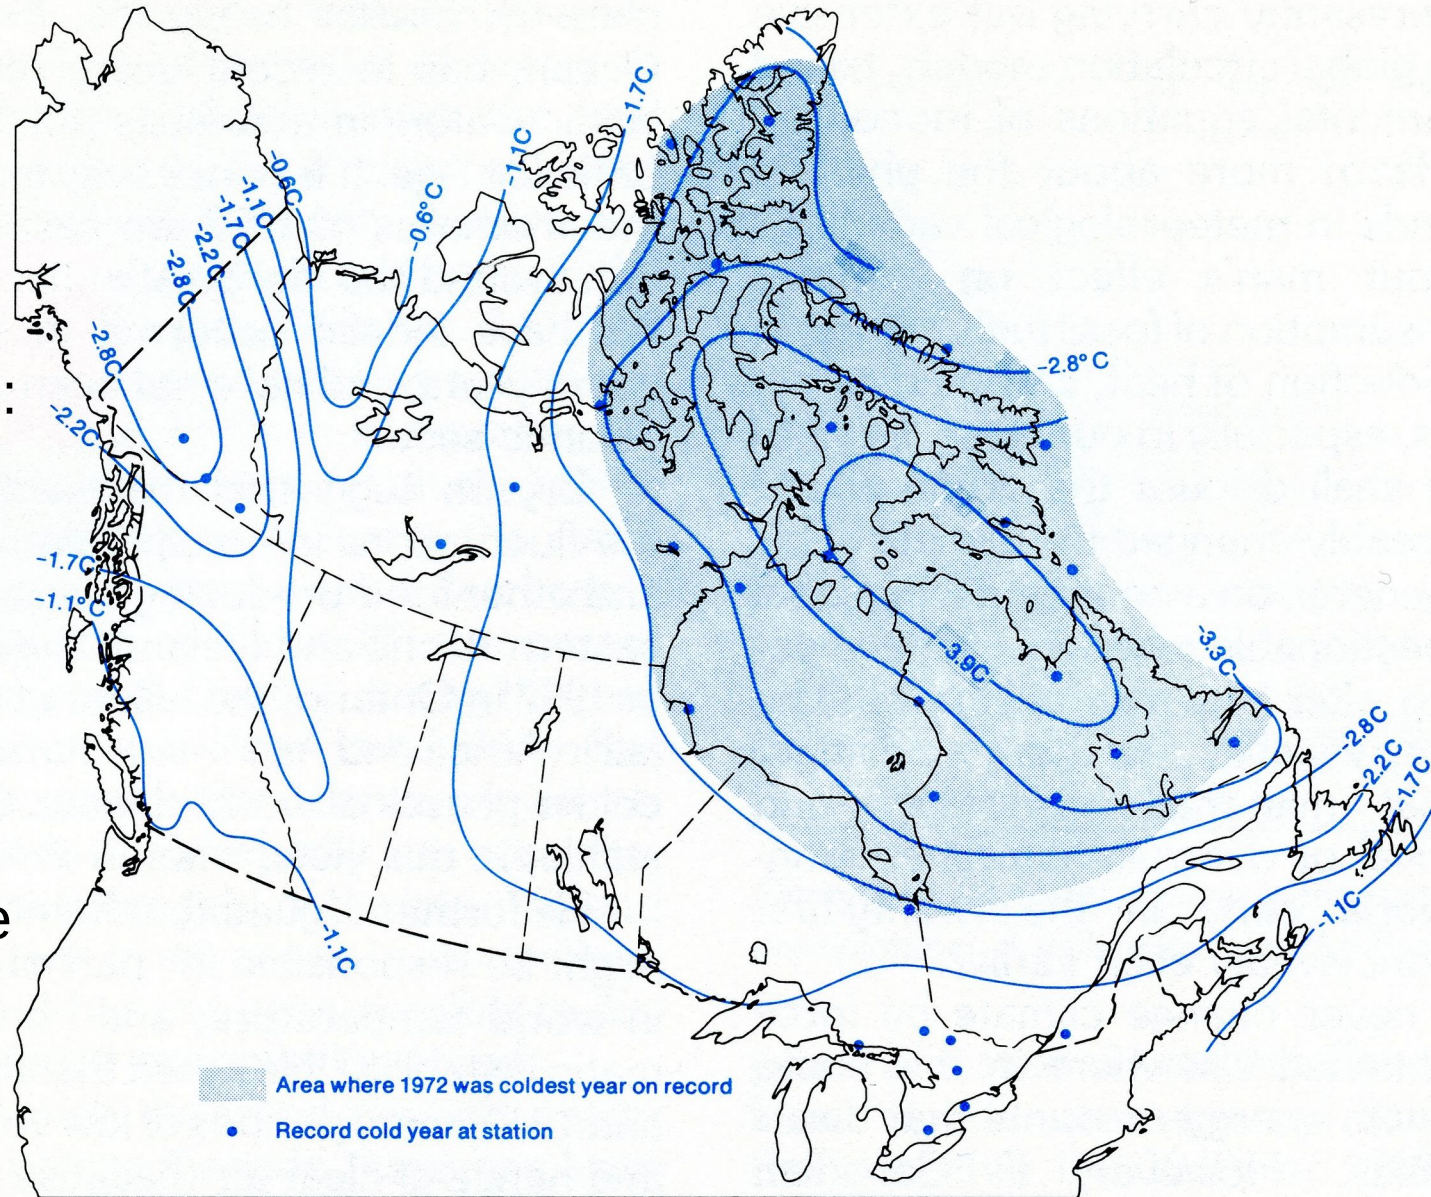 -1.7C
-1.1C
-0.6C
-0.6°C
-1.1C
-1.7C
-2.2C
-2.8C
-2.8C
-2.8°C
:
-2.2C
-1.7C
-1.1°C
-3.9C
-3.3C
-2.8C
-2.2C
-1.7C
e
-1.1C
-1.1C
Area where 1972 was coldest year on record
Record cold year at station